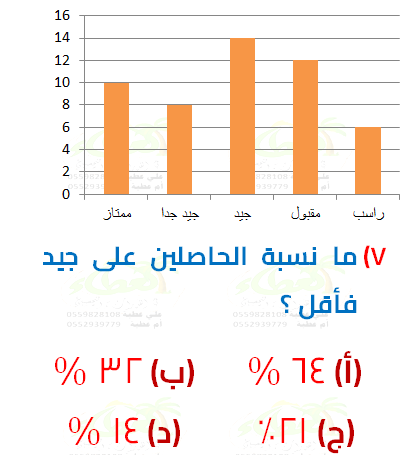 16
14
12
10
8
6
4
2
0
ممتاز جيد جدا جيد مقبول راسب
٧) ما نسبة الحاصلين على جيد
فأقل ؟
(أ) ٦٤ % (ب) ٣٢ %
(ج) ٢١٪ (د) ١٤ %